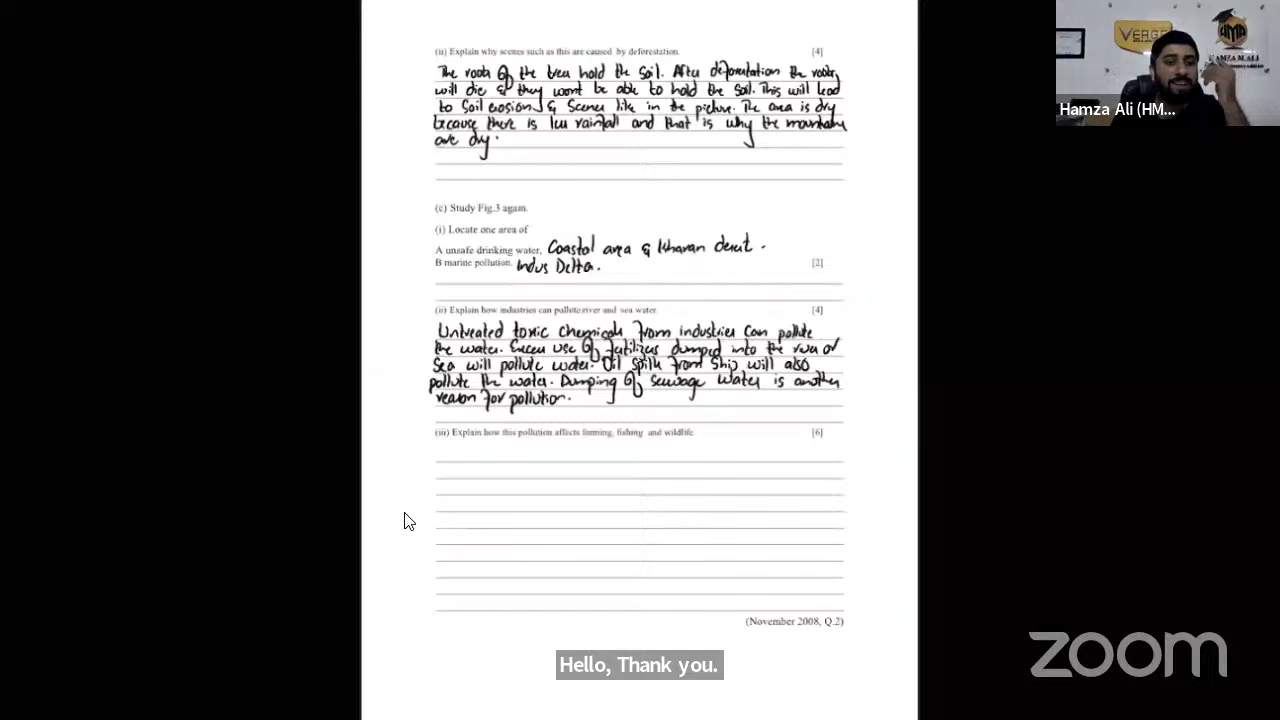 (ii) Explain why scenes such as this are caused by deforestation. [4]
The roots of the trea hold the soil. After deforestation the roots
will die & they wont be able to hold the soil. This will lead
to soil erosion & scenes like in the picture. The area is dry
because there is less rainfall and that is why the mountains
are dry.
(c) Study Fig.3 again.
(i) Locate one area of
A unsafe drinking water, Coastal area & Kharan desert.
B marine pollution. Indus Delta. [2]
(ii) Explain how industries can pollute river and sea water. [4]
Untreated toxic chemicals from industries can pollute
the water. Excess use of fertilizers dumped into the river or
sea will pollute water. Oil spills from ship will also
pollute the water. Dumping of sewage water is another
reason for pollution.
(iii) Explain how this pollution affects farming, fishing and wildlife. [6]
(November 2008, Q.2)
Hello, Thank you.
VERGE
HMA
HAMZA M.ALI
Hamza Ali (HM...
zoom